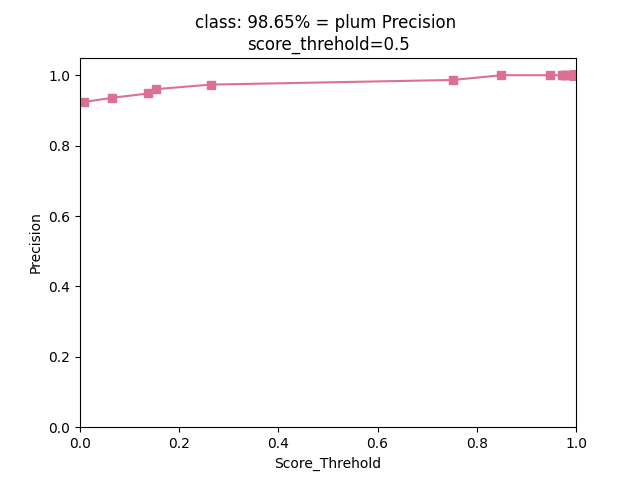 class: 98.65% = plum Precision
score_threhold=0.5
1.0
0.8
0.6
0.4
0.2
0.0
Precision
0.0 0.2 0.4 0.6 0.8 1.0
Score_Threhold